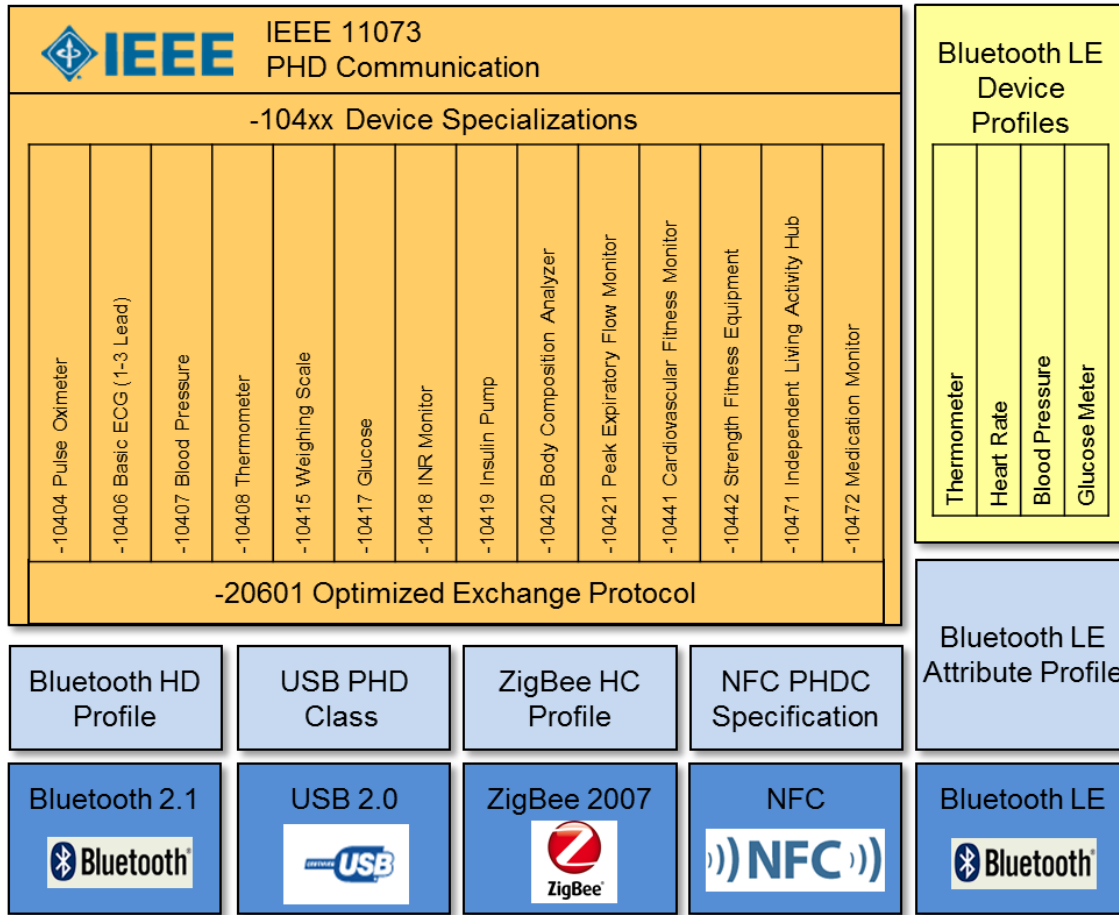 IEEE
IEEE 11073
PHD Communication
-104xx Device Specializations
-10404 Pulse Oximeter
-10406 Basic ECG (1-3 Lead)
-10407 Blood Pressure
-10408 Thermometer
-10415 Weighing Scale
-10417 Glucose
-10418 INR Monitor
-10419 Insulin Pump
-10420 Body Composition Analyzer
-10421 Peak Expiratory Flow Monitor
-10441 Cardiovascular Fitness Monitor
-10442 Strength Fitness Equipment
-10471 Independent Living Activity Hub
-10472 Medication Monitor
-20601 Optimized Exchange Protocol
Bluetooth LE
Device
Profiles
Thermometer
Heart Rate
Blood Pressure
Glucose Meter
Bluetooth HD
Profile
USB PHD
Class
ZigBee HC
Profile
NFC PHDC
Specification
Bluetooth LE
Attribute Profile
Bluetooth 2.1
Bluetooth
USB 2.0
CERTIFIED USB
ZigBee 2007
ZigBee
NFC
NFC
Bluetooth LE
Bluetooth